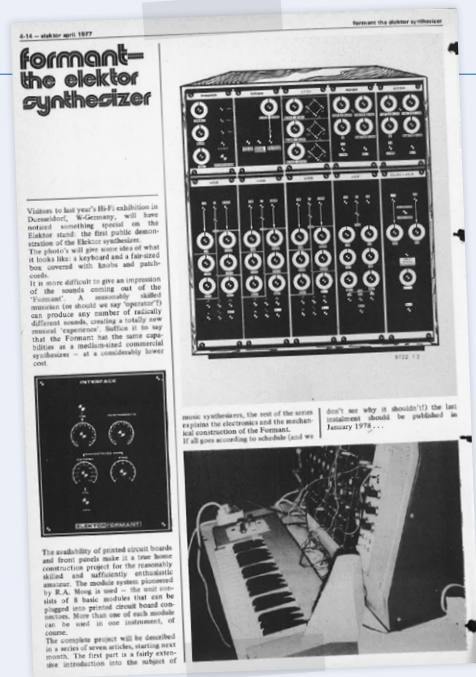 4-14 — elektor april 1977
formant the elektor synthesizer
formant—
the elektor
synthesizer
Visitors to last year's Hi-Fi exhibition in
Duesseldorf, W-Germany, will have
noticed something special on the
Elektor stand: the first public demon-
stration of the Elektor synthesizer.
The photo's will give some idea of what
it looks like: a keyboard and a fair-sized
box covered with knobs and patch-
cords.
It is more difficult to give an impression
of the sounds coming out of the
'Formant'. A reasonably skilled
musician (or should we say 'operator'?)
can produce any number of radically
different sounds, creating a totally new
musical 'experience'. Suffice it to say
that the Formant has the same capa-
bilities as a medium-sized commercial
synthesizer — at a considerably lower
cost.
INTERFACE
ELEKTOR FORMANT
The availability of printed circuit boards
and front panels make it a true home
construction project for the reasonably
skilled and sufficiently enthusiastic
amateur. The module system pioneered
by R.A. Moog is used — the unit con-
sists of 8 basic modules that can be
plugged into printed circuit board con-
nectors. More than one of each module
can be used in one instrument, of
course.
The complete project will be described
in a series of seven articles, starting next
month. The first part is a fairly exten-
sive introduction into the subject of
9722 1 2
music synthesizers, the rest of the series
explains the electronics and the mechan-
ical construction of the Formant.
If all goes according to schedule (and we
don't see why it shouldn't!) the last
instalment should be published in
January 1978...